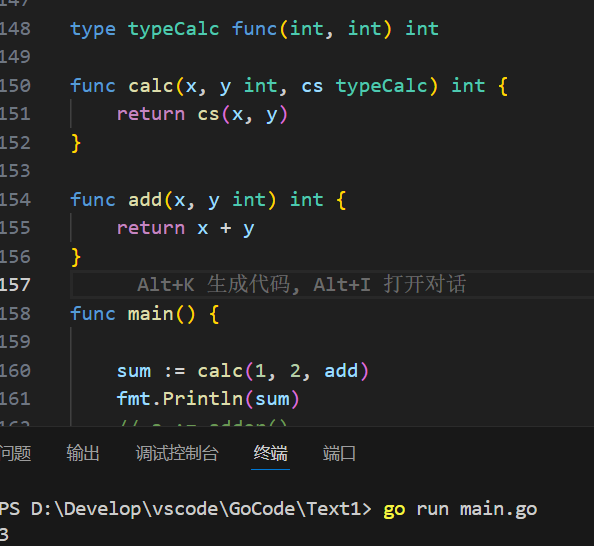 147
148 type typeCalc func(int, int) int
149
150 func calc(x, y int, cs typeCalc) int {
151 return cs(x, y)
152 }
153
154 func add(x, y int) int {
155 return x + y
156 }
157 Alt+K 生成代码, Alt+I 打开对话
158 func main() {
159
160 sum := calc(1, 2, add)
161 fmt.Println(sum)
162 // a := adder()
问题 输出 调试控制台 终端 端口
PS D:\Develop\vscode\GoCode\Text1> go run main.go
3